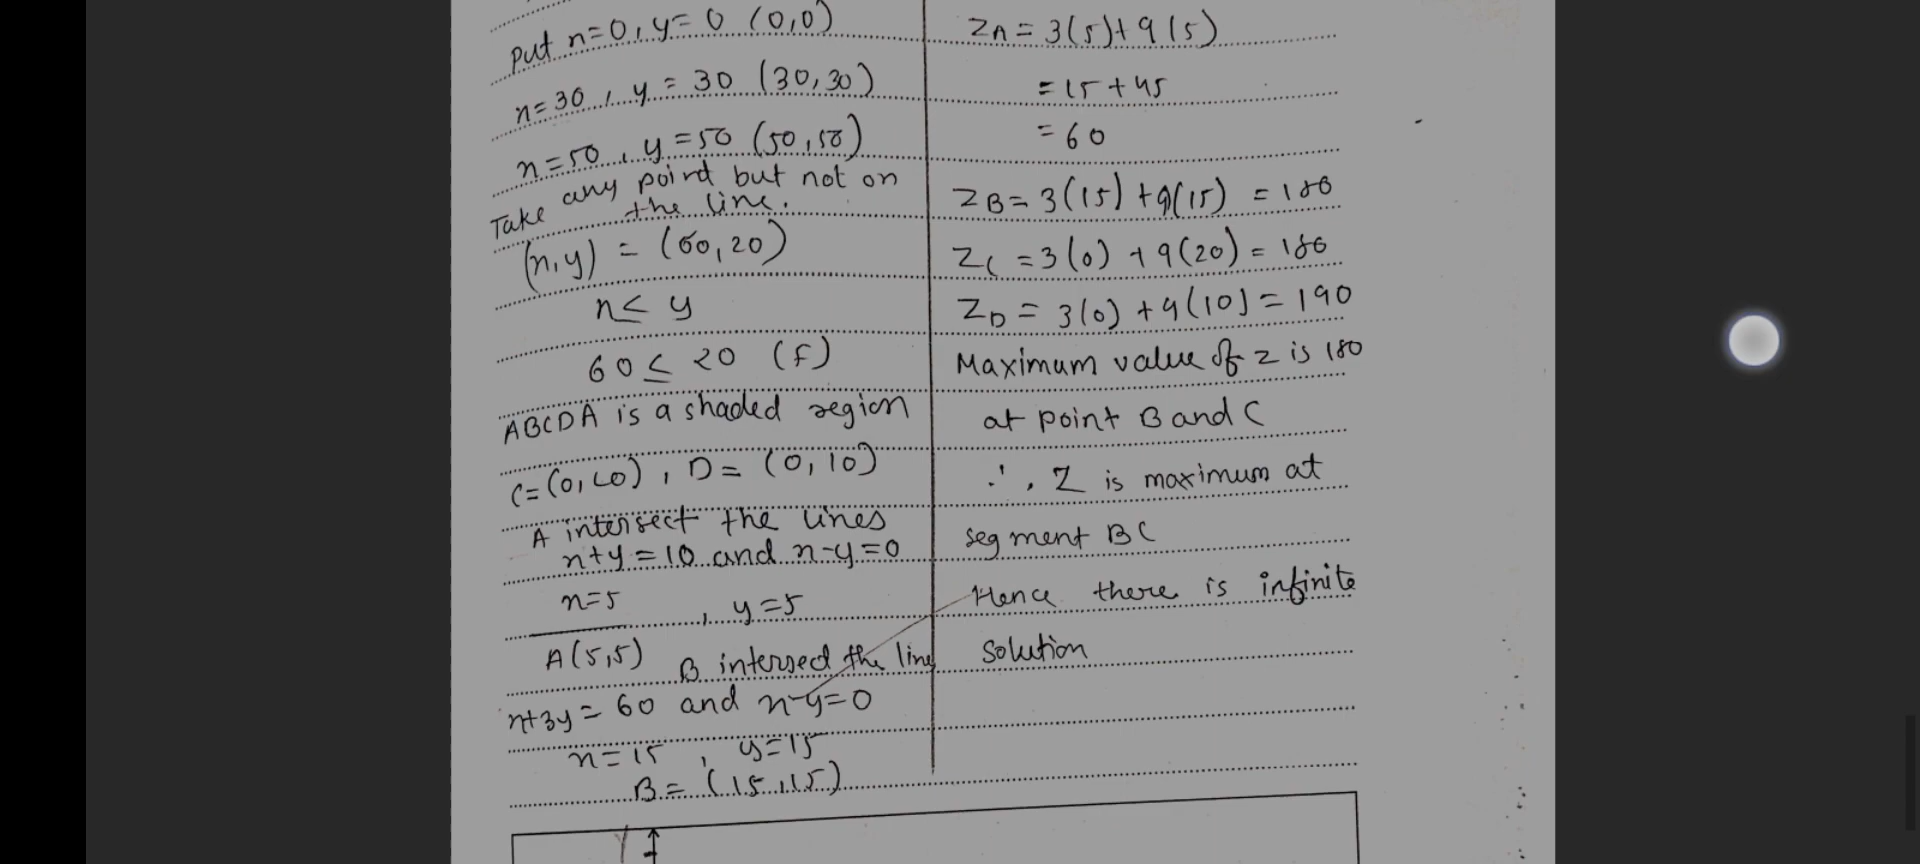 put n=0, y=0 (0,0)
n=30, y=30 (30,30)
n=50, y=50 (50,50)
Take any point but not on
the line.
(n,y) = (60,20)
n≤ y
60 ≤ 20 (F)
ABCDA is a shaded region
C=(0,20), D=(0,10)
A intersect the lines
n+y=10 and n-y=0
n=5, y=5
A(5,5) B intersed the line
n+3y=60 and n-y=0
n=15, y=15
B=(15,15)
ZA=3(5)+9(5)
=15+45
=60
ZB=3(15)+9(15)=180
ZC=3(0)+9(20)=180
ZD=3(0)+9(10)=190
Maximum value of z is 180
at point B and C
∴, Z is maximum at
segment BC
Hence there is infinite
solution
Y